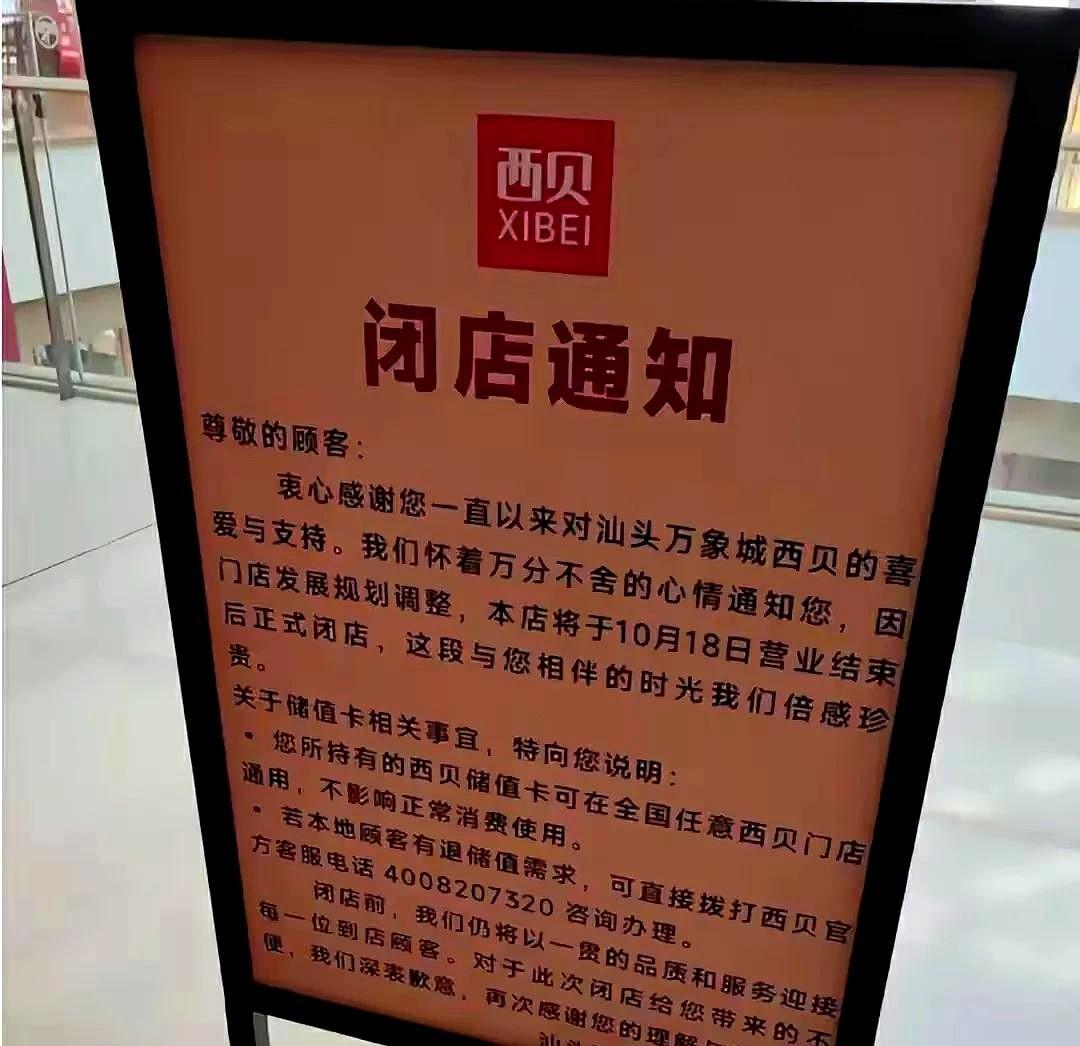 西贝
XIBEI
闭店通知
尊敬的顾客：
衷心感谢您一直以来对汕头万象城西贝的喜
爱与支持。我们怀着万分不舍的心情通知您，因
门店发展规划调整，本店将于10月18日营业结束
后正式闭店，这段与您相伴的时光我们倍感珍
贵。
关于储值卡相关事宜，特向您说明：
• 您所持有的西贝储值卡可在全国任意西贝门店
通用，不影响正常消费使用。
• 若本地顾客有退储值需求，可直接拨打西贝官
方客服电话 4008207320 咨询办理。
闭店前，我们仍将以一贯的品质和服务迎接
每一位到店顾客。对于此次闭店给您带来的不
便，我们深表歉意，再次感谢您的理解
汕头